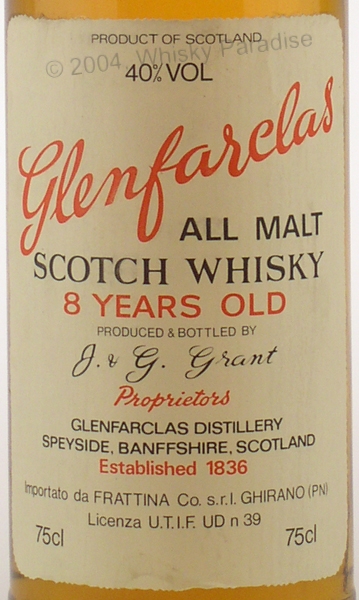 PRODUCT OF SCOTLAND
© 2004 Whisky Paradise
40% VOL
Glenfarclas
ALL MALT
SCOTCH WHISKY
8 YEARS OLD
PRODUCED & BOTTLED BY
J. & G. Grant
Proprietors
GLENFARCLAS DISTILLERY
SPEYSIDE, BANFFSHIRE, SCOTLAND
Established 1836
Importato da FRATTINA Co. s.r.l. GHIRANO (PN)
Licenza U.T.I.F. UD n 39
75cl 75cl